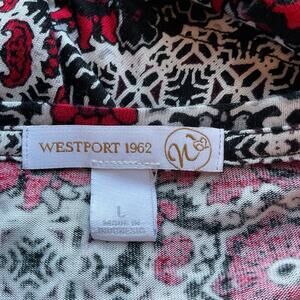 WESTPORT 1962
L
MADE IN
INDONESIA